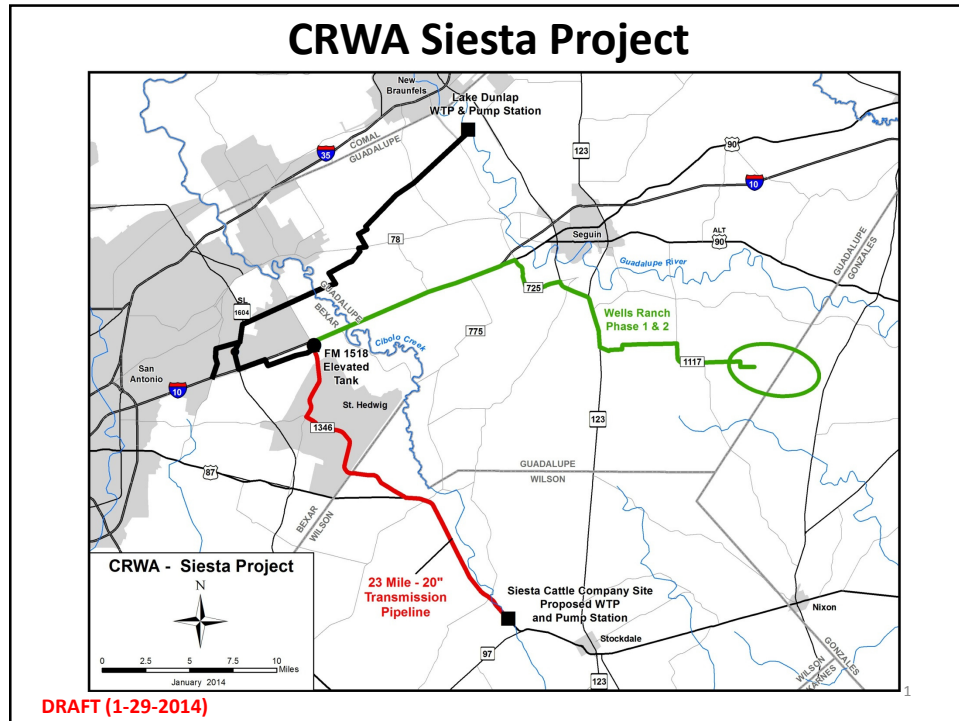 CRWA Siesta Project
New
Braunfels
Lake Dunlap
WTP & Pump Station
COMAL
GUADALUPE
35
123
90
10
78
Seguin
ALT
90
GUADALUPE
GONZALES
Guadalupe River
SL
1604
GUADALUPE
BEXAR
725
Wells Ranch
Phase 1 & 2
775
Cibolo Creek
FM 1518
Elevated
Tank
San
Antonio
10
1117
St. Hedwig
1346
123
87
GUADALUPE
WILSON
BEXAR
WILSON
CRWA - Siesta Project
N
0 2.5 5 7.5 10
Miles
January 2014
23 Mile - 20"
Transmission
Pipeline
Siesta Cattle Company Site
Proposed WTP
and Pump Station
Nixon
Stockdale
97
123
GONZALES
WILSON
KARNES
DRAFT (1-29-2014)
1